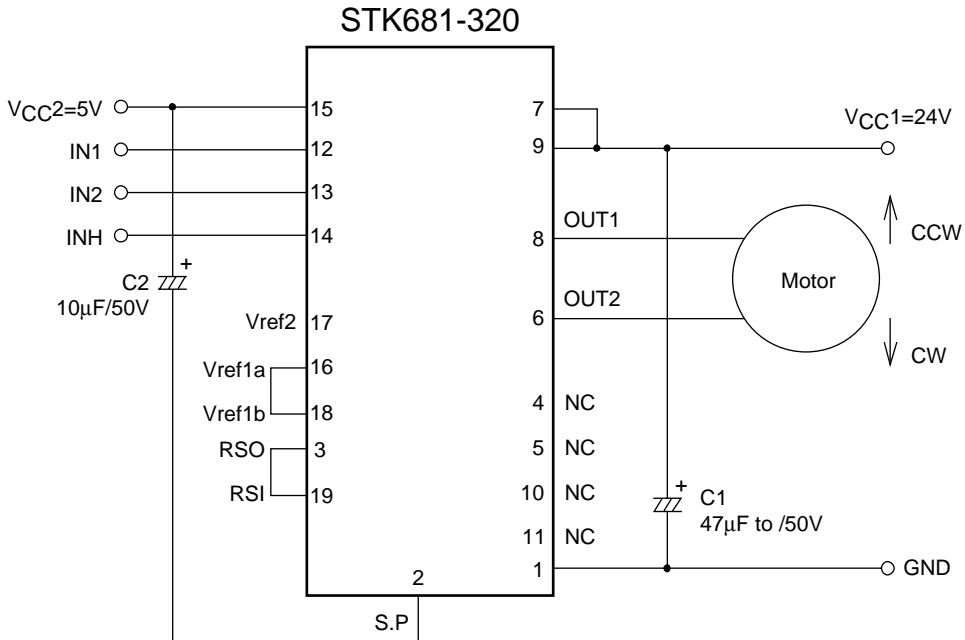 STK681-320
VCC2=5V
15
7
VCC1=24V
IN1
12
9
IN2
13
INH
14
OUT1
8
CCW
+
C2
10μF/50V
Motor
OUT2
6
Vref2
17
CW
Vref1a
16
Vref1b
18
4
NC
RSO
3
5
NC
RSI
19
10
NC
+
C1
47μF to /50V
11
NC
1
GND
2
S.P